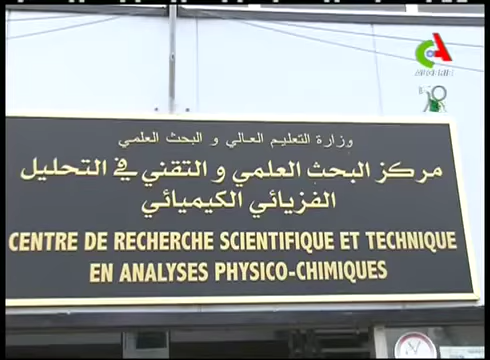 وزارة التعليم العالي و البحث العلمي
مركز البحث العلمي و التقني في التحليل
الفزيائي الكيميائي
CENTRE DE RECHERCHE SCIENTIFIQUE ET TECHNIQUE
EN ANALYSES PHYSICO-CHIMIQUES